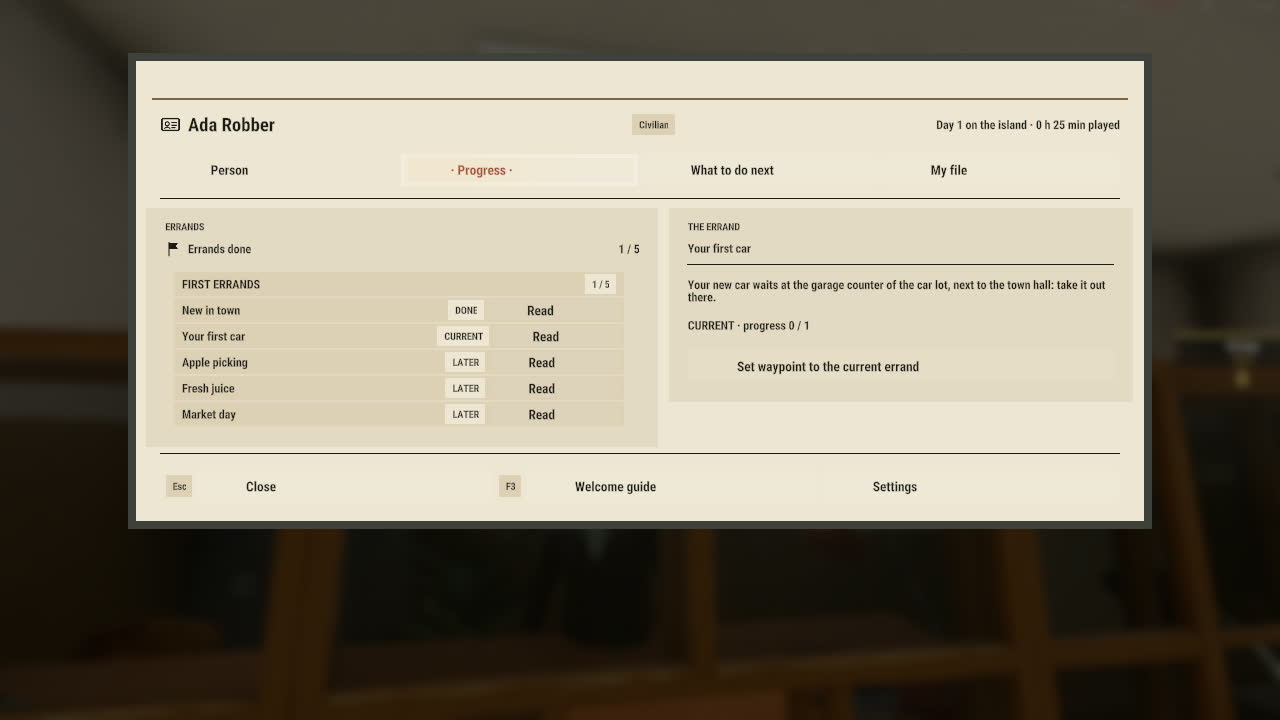 Ada Robber
Civilian
Day 1 on the island · 0 h 25 min played
Person
· Progress ·
What to do next
My file
ERRANDS
Errands done
1 / 5
FIRST ERRANDS
1 / 5
New in town
DONE
Read
Your first car
CURRENT
Read
Apple picking
LATER
Read
Fresh juice
LATER
Read
Market day
LATER
Read
THE ERRAND
Your first car
Your new car waits at the garage counter of the car lot, next to the town hall: take it out
there.
CURRENT · progress 0 / 1
Set waypoint to the current errand
Esc
Close
F3
Welcome guide
Settings